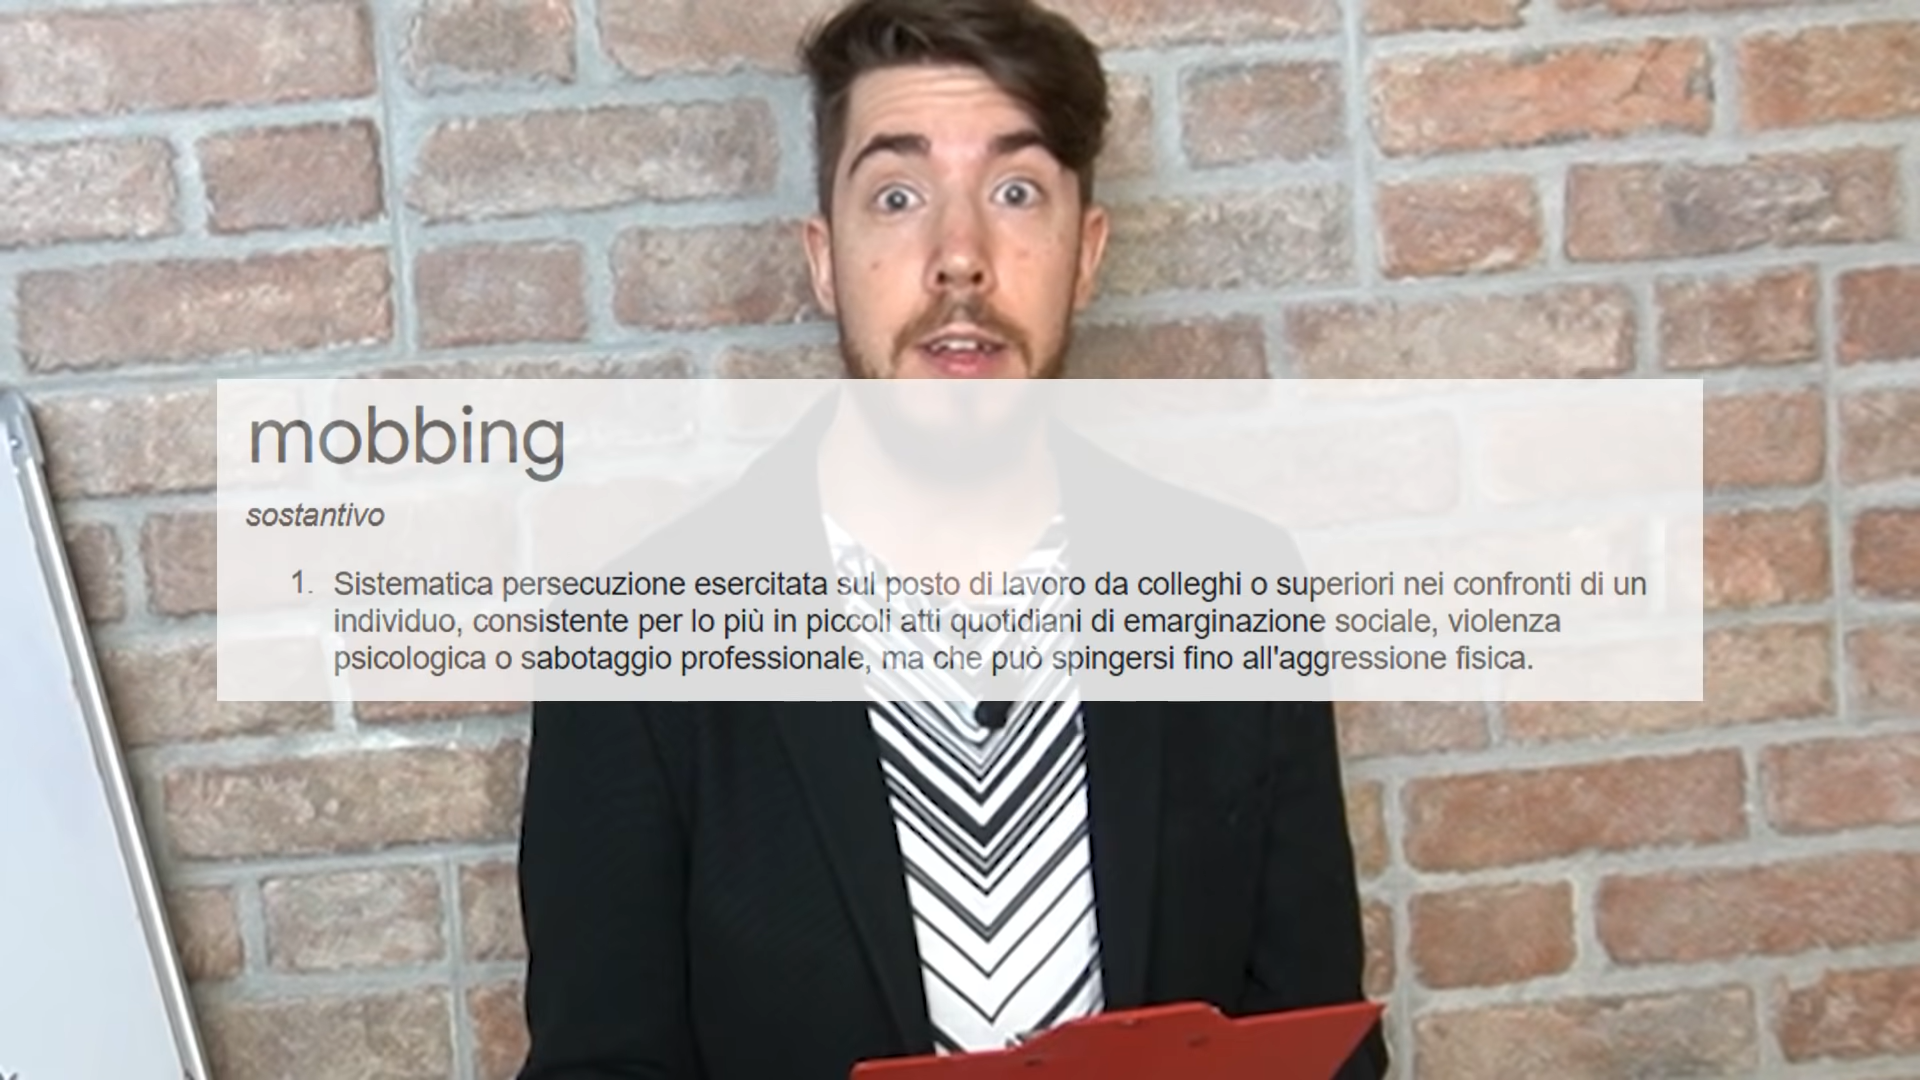 mobbing
sostantivo
1. Sistematica persecuzione esercitata sul posto di lavoro da colleghi o superiori nei confronti di un
individuo, consistente per lo più in piccoli atti quotidiani di emarginazione sociale, violenza
psicologica o sabotaggio professionale, ma che può spingersi fino all'aggressione fisica.